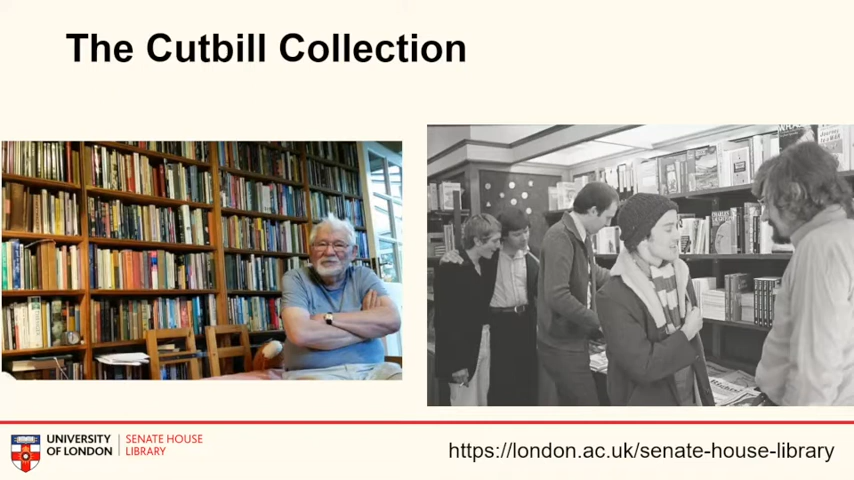 The Cutbill Collection
UNIVERSITY
OF LONDON
SENATE HOUSE
LIBRARY
https://london.ac.uk/senate-house-library